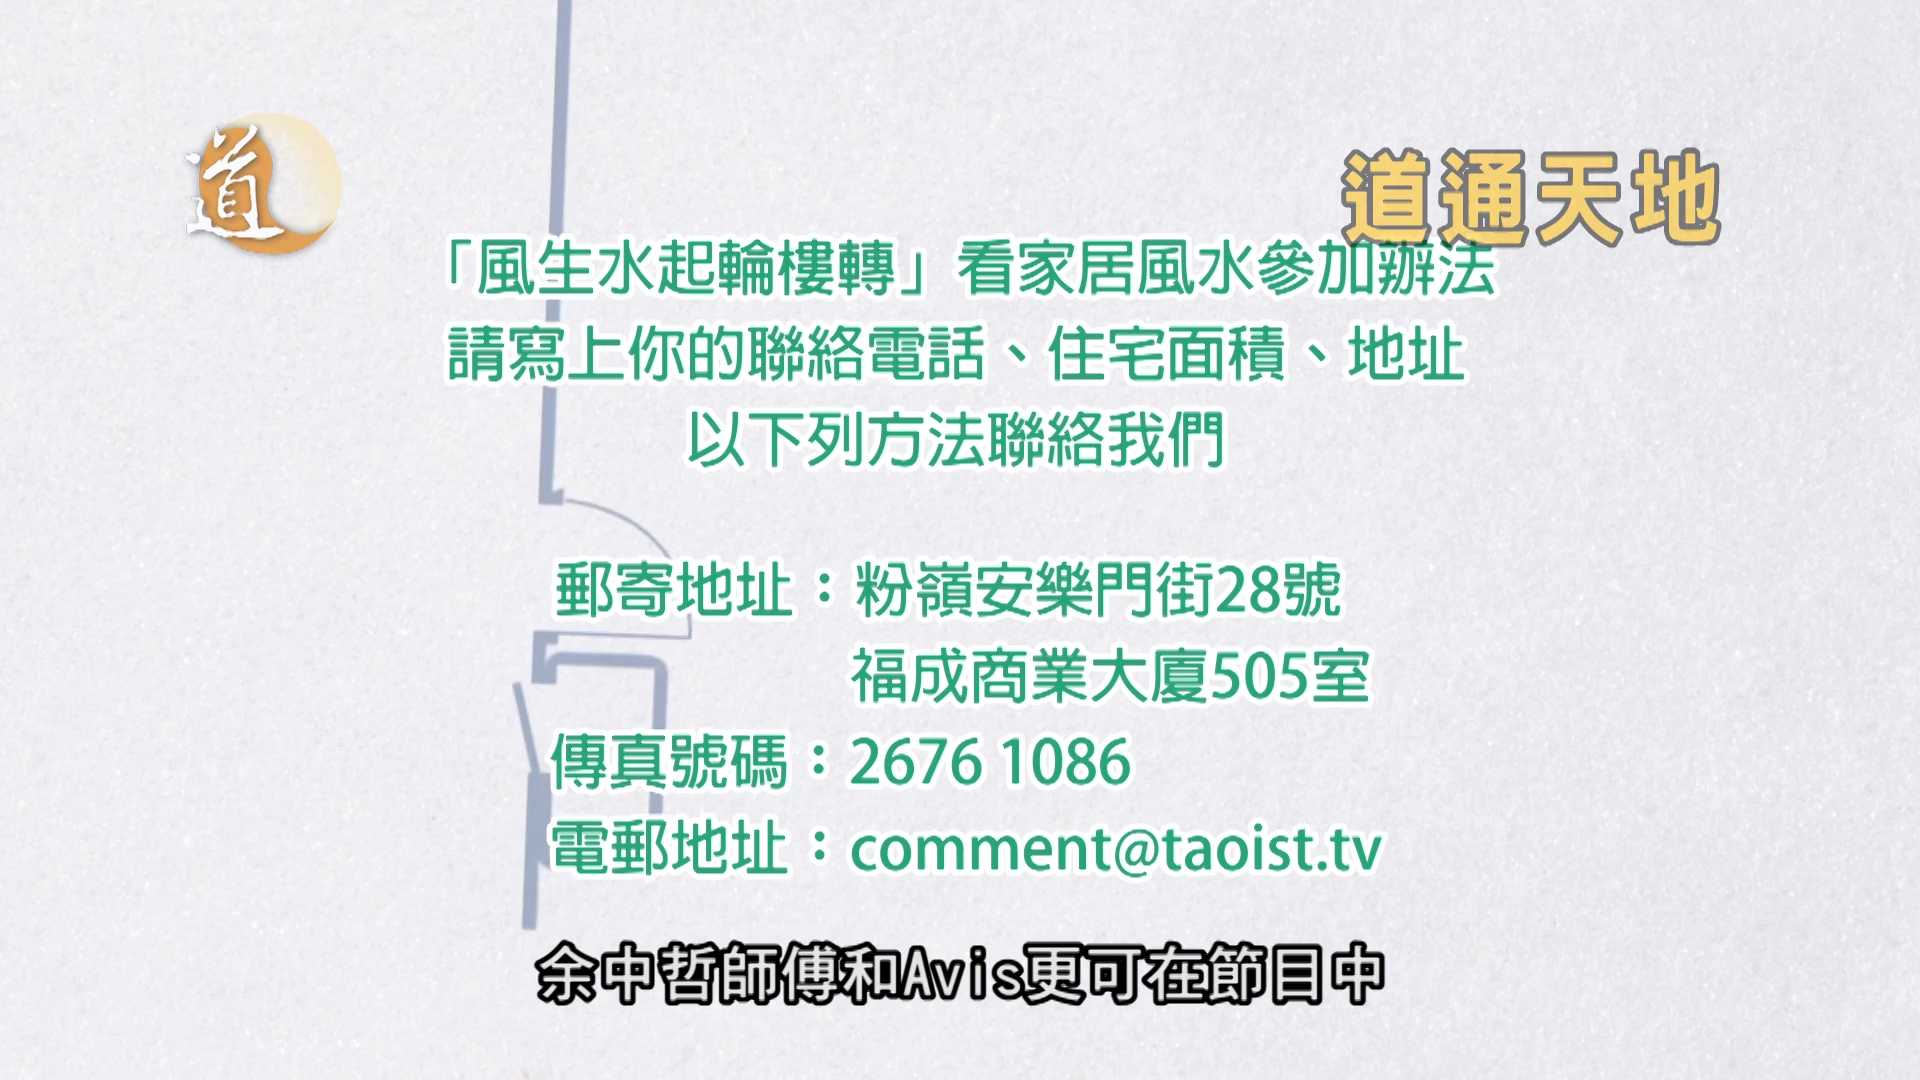 道
道通天地
「風生水起輪樓轉」看家居風水參加辦法
請寫上你的聯絡電話、住宅面積、地址
以下列方法聯絡我們
郵寄地址：粉嶺安樂門街28號
福成商業大廈505室
傳真號碼：2676 1086
電郵地址：comment@taoist.tv
余中哲師傅和Avis更可在節目中